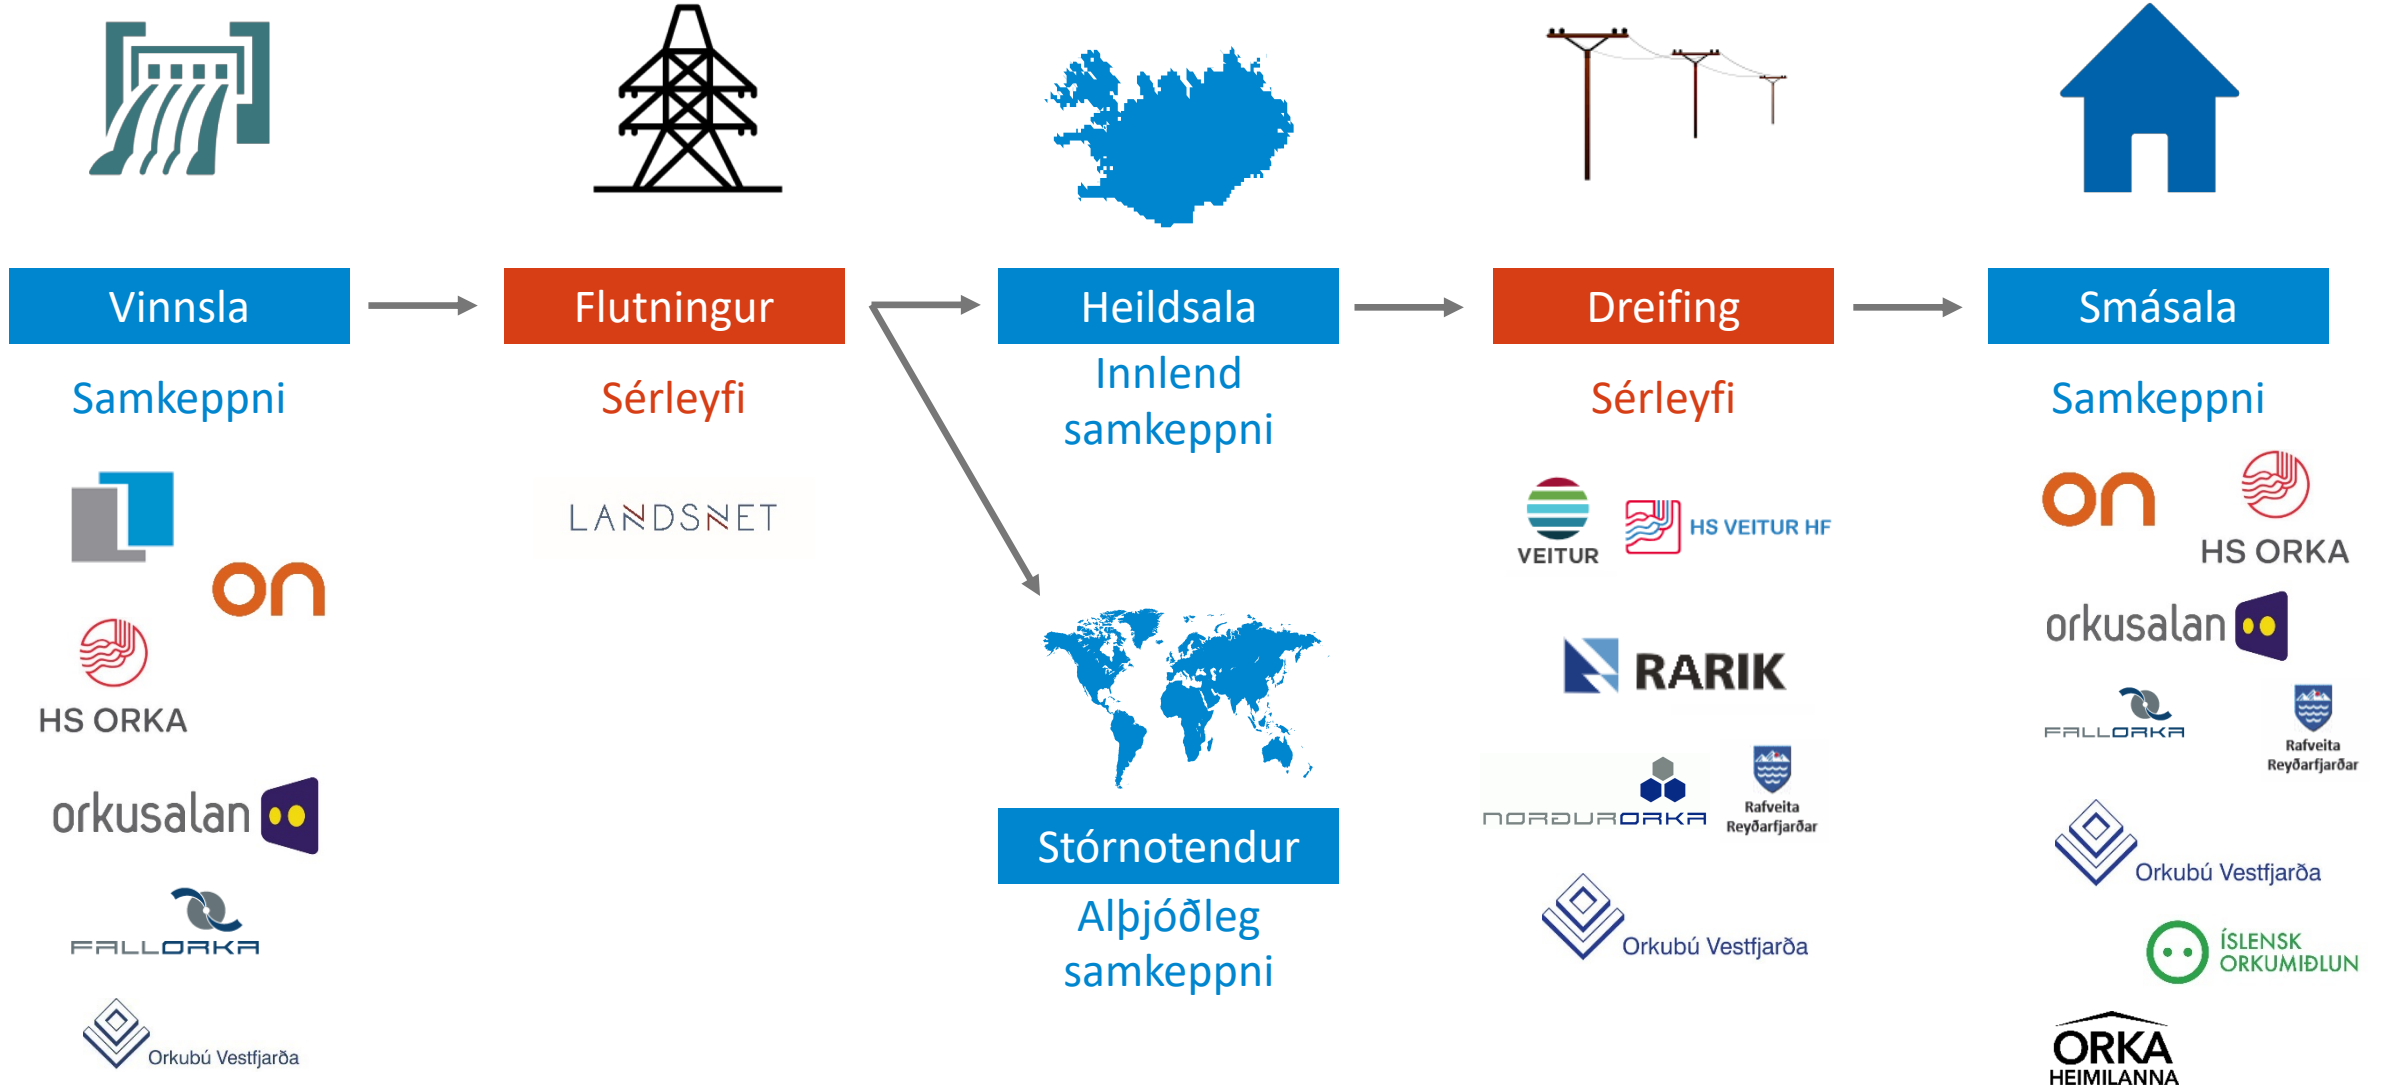 Vinnsla
Samkeppni
on
HS ORKA
orkusalan
FALLORKA
Orkubú Vestfjarða
Flutningur
Sérleyfi
LANDSNET
Heildsala
Innlend
samkeppni
Stórnotendur
Alþjóðleg
samkeppni
Dreifing
Sérleyfi
VEITUR
HS VEITUR HF
RARIK
NORÐURORKA
Rafveita
Reyðarfjarðar
Orkubú Vestfjarða
Smásala
Samkeppni
on
HS ORKA
orkusalan
FALLORKA
Rafveita
Reyðarfjarðar
Orkubú Vestfjarða
ÍSLENSK
ORKUMIÐLUN
ORKA
HEIMILANNA